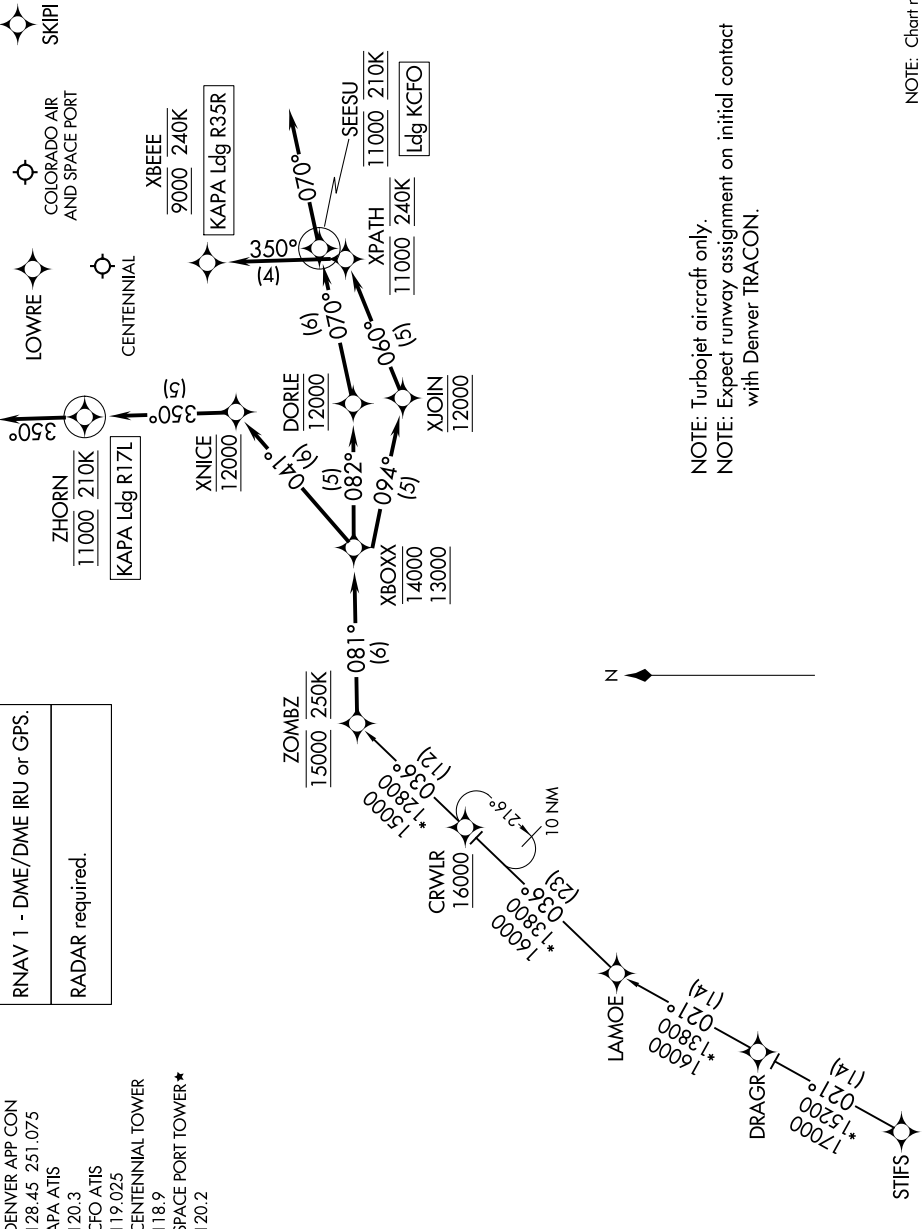 RNAV 1 - DME/DME IRU or GPS.
RADAR required.
DENVER APP CON
128.45 251.075
APA ATIS
120.3
CFO ATIS
119.025
CENTENNIAL TOWER
118.9
SPACE PORT TOWER★
120.2
SKIPI
COLORADO AIR
AND SPACE PORT
LOWRE
CENTENNIAL
XBEEE
9000 240K
KAPA Ldg R35R
SEESU
11000 210K
Ldg KCFO
070°
350°
(4)
XPATH
11000 240K
070°
(6)
060°
(5)
350°
ZHORN
11000 210K
KAPA Ldg R17L
350°
(5)
XNICE
12000
DORLE
12000
XJOIN
12000
041°
(6)
082°
(5)
094°
(5)
XBOXX
14000
13000
081°
(6)
ZOMBZ
15000 250K
15000
*12800
036°
(12)
CRWLR
16000
216°
10 NM
16000
*13800
036°
(23)
LAMOE
16000
*13800
021°
(14)
DRAGR
17000
*15200
021°
(14)
STIFS
N
NOTE: Turbojet aircraft only.
NOTE: Expect runway assignment on initial contact
with Denver TRACON.
NOTE: Chart